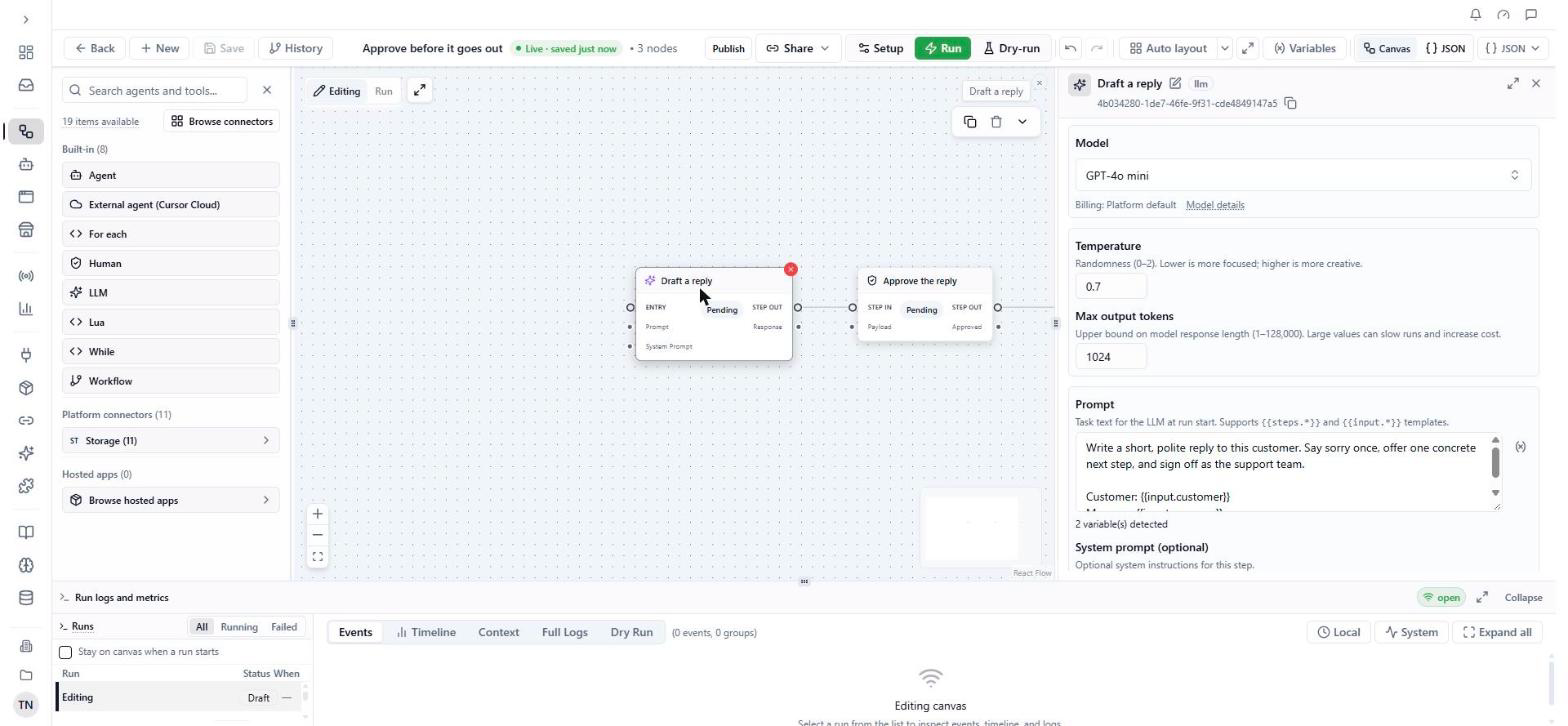 Back
New
Save
History
Approve before it goes out
Live · saved just now
• 3 nodes
Publish
Share
Setup
Run
Dry-run
Auto layout
(x) Variables
Canvas
{ } JSON
{ } JSON
Search agents and tools...
19 items available
Browse connectors
Built-in (8)
Agent
External agent (Cursor Cloud)
For each
Human
LLM
Lua
While
Workflow
Platform connectors (11)
ST Storage (11)
Hosted apps (0)
Browse hosted apps
TN
Editing
Run
Draft a reply
Draft a reply
ENTRY
Pending
STEP OUT
Prompt
Response
System Prompt
Approve the reply
STEP IN
Pending
STEP OUT
Payload
Approved
React Flow
Draft a reply
llm
4b034280-1de7-46fe-9f31-cde4849147a5
Model
GPT-4o mini
Billing: Platform default Model details
Temperature
Randomness (0–2). Lower is more focused; higher is more creative.
0.7
Max output tokens
Upper bound on model response length (1–128,000). Large values can slow runs and increase cost.
1024
Prompt
Task text for the LLM at run start. Supports {{steps.*}} and {{input.*}} templates.
Write a short, polite reply to this customer. Say sorry once, offer one concrete
next step, and sign off as the support team.
Customer: {{input.customer}}
(x)
2 variable(s) detected
System prompt (optional)
Optional system instructions for this step.
Run logs and metrics
open
Collapse
Runs
All
Running
Failed
Stay on canvas when a run starts
Run
Status
When
Editing
Draft
—
Events
Timeline
Context
Full Logs
Dry Run
(0 events, 0 groups)
Local
System
Expand all
Editing canvas
Select a run from the list to inspect events, timeline, and logs.